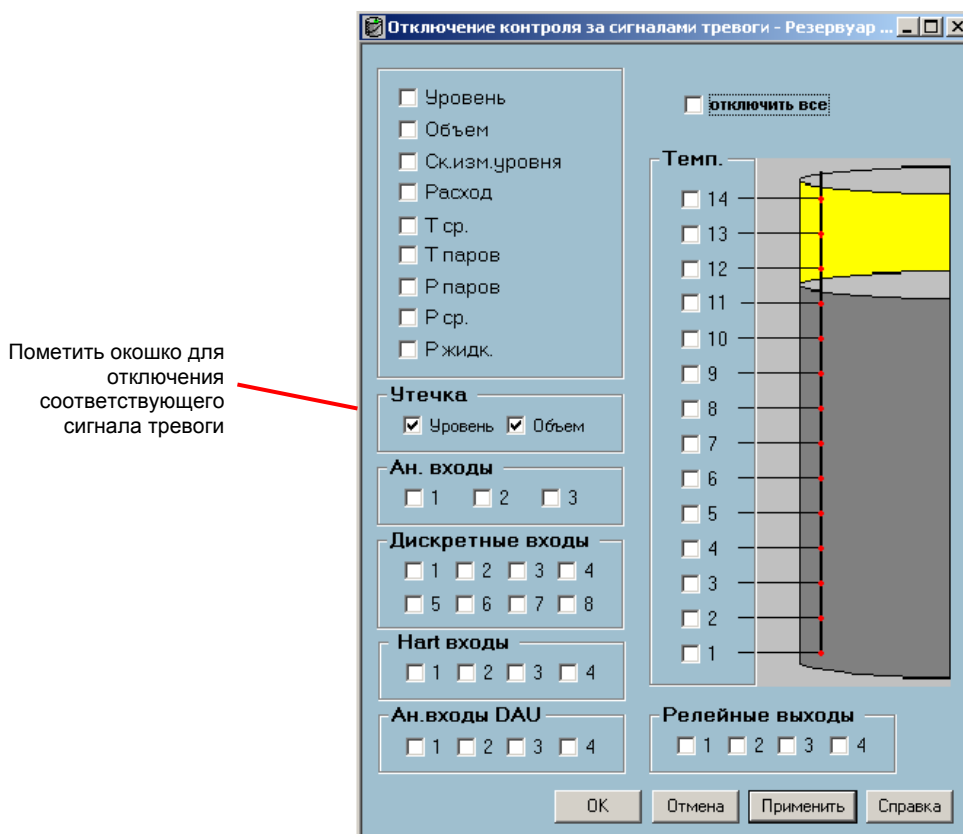 Отключение контроля за сигналами тревоги - Резервуар ...
Уровень
Объем
Ск.изм.уровня
Расход
Т ср.
Т паров
Р паров
Р ср.
Р жидк.
отключить все
Темп.
14
13
12
11
10
9
8
7
6
5
4
3
2
1
Пометить окошко для
отключения
соответствующего
сигнала тревоги
Утечка
Уровень Объем
Ан. входы
1 2 3
Дискретные входы
1 2 3 4
5 6 7 8
Hart входы
1 2 3 4
Ан.входы DAU
1 2 3 4
Релейные выходы
1 2 3 4
OK Отмена Применить Справка